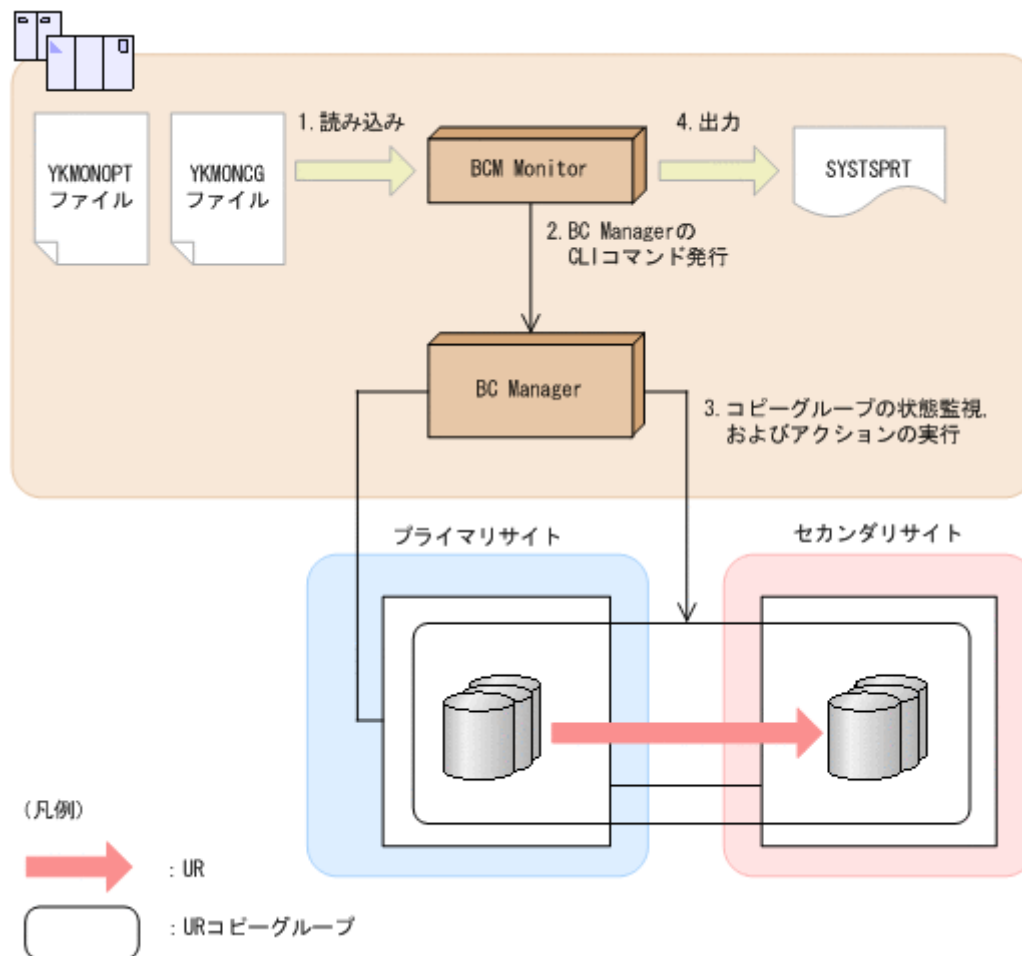 YKMONOPT
ファイル
YKMONCG
ファイル
1.読み込み
BCM Monitor
4.出力
SYSTSPRT
2.BC Managerの
CLIコマンド発行
BC Manager
3.コピーグループの状態監視,
およびアクションの実行
プライマリサイト
セカンダリサイト
(凡例)
: UR
: URコピーグループ